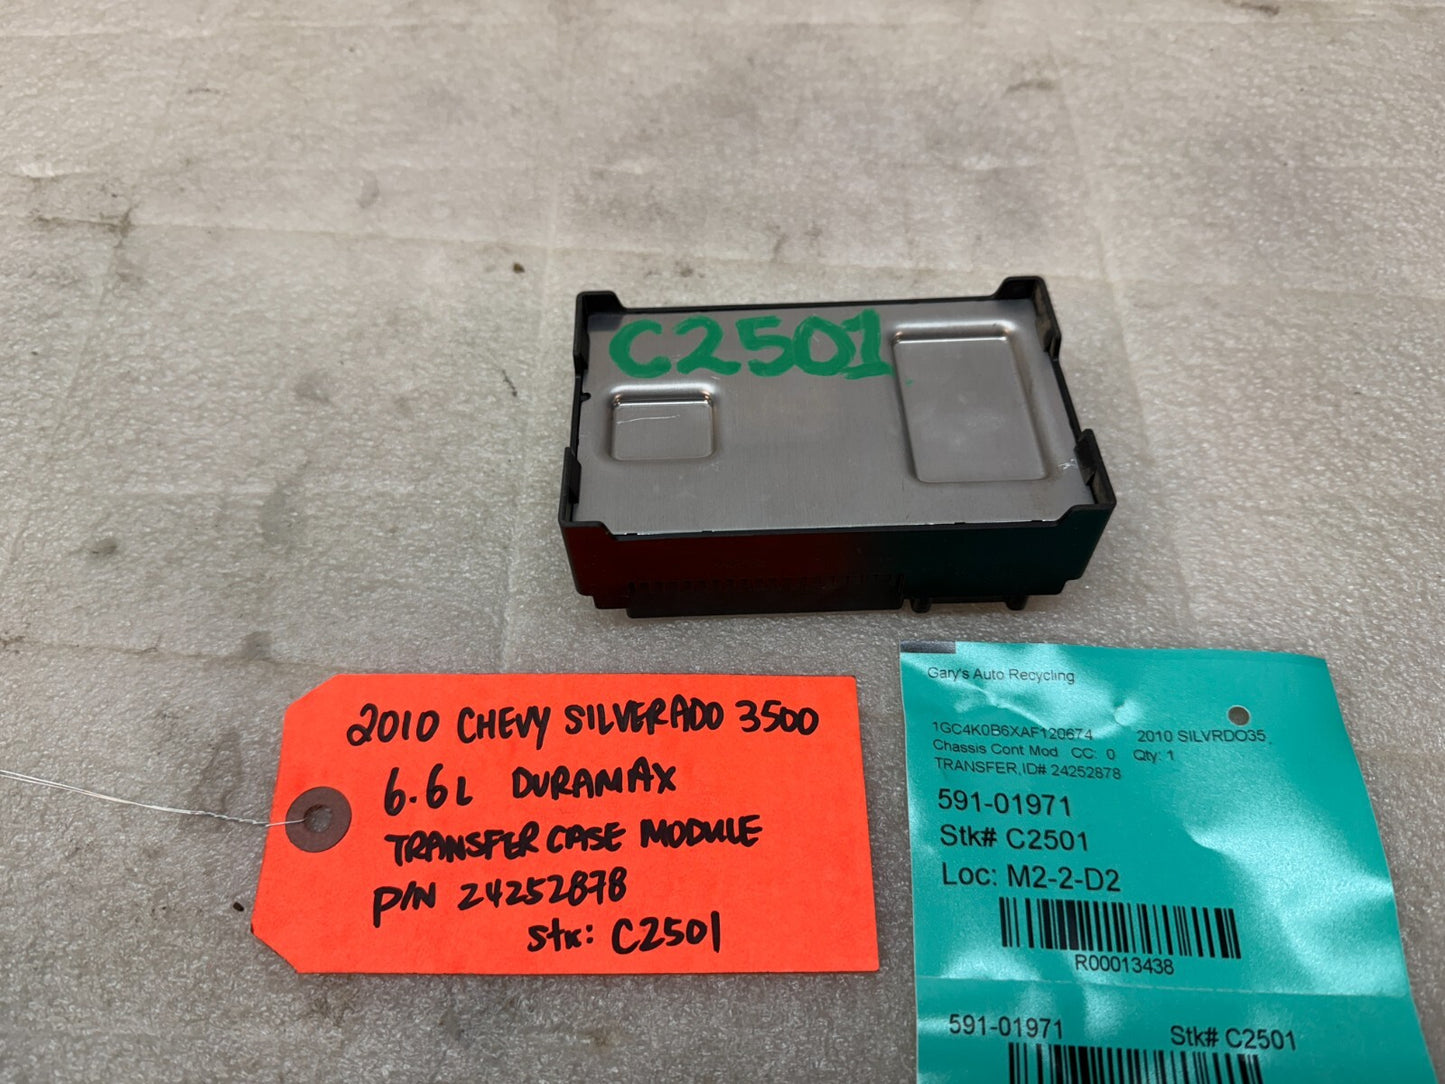 C2501
2010 CHEVY SILVERADO 3500
6.6L DURAMAX
TRANSFER CASE MODULE
P/N 24252878
Stk: C2501
Gary's Auto Recycling
1GC4K0B6XAF120674 2010 SILVRDO35
Chassis Cont Mod CC: 0 Qty: 1
TRANSFER,ID# 24252878
591-01971
Stk# C2501
Loc: M2-2-D2
R00013438
591-01971 Stk# C2501